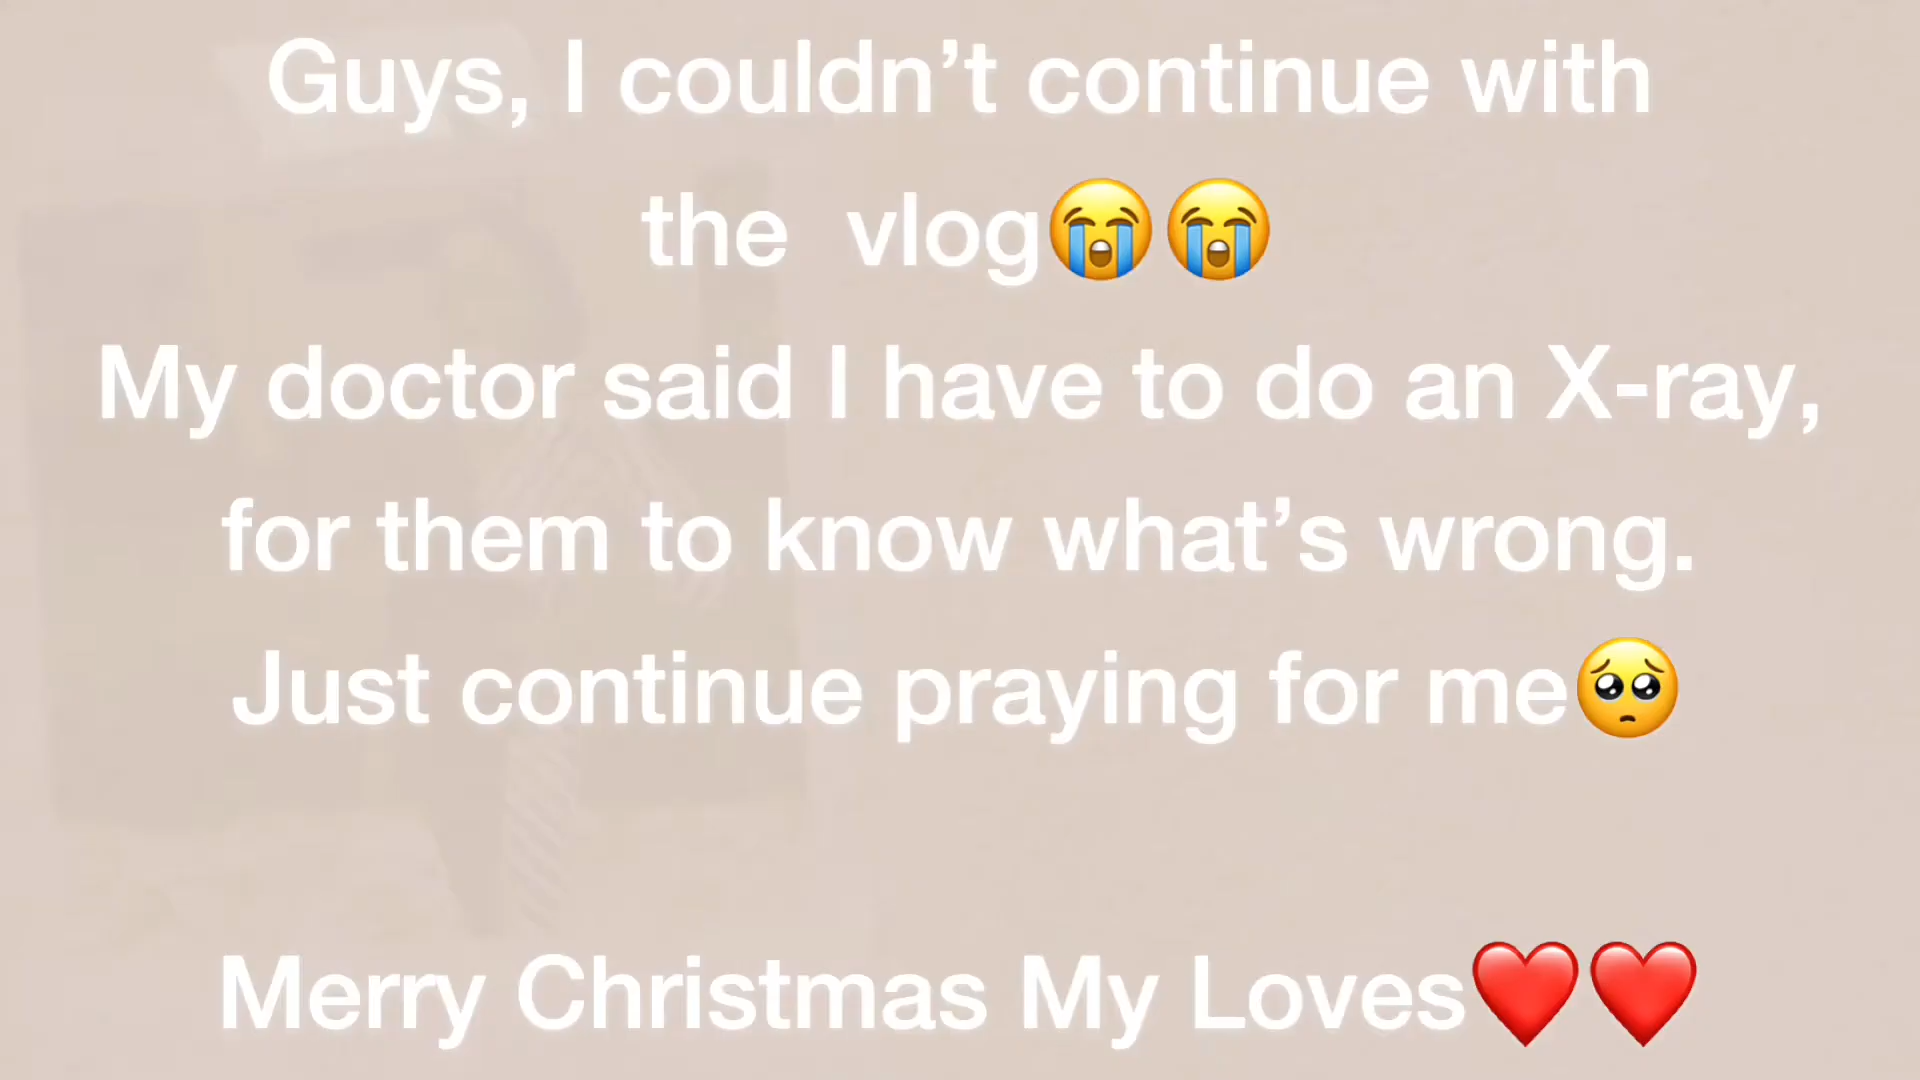 Guys, I couldn’t continue with
the  vlog😭😭
My doctor said I have to do an X-ray,
for them to know what’s wrong.
Just continue praying for me🥺
Merry Christmas My Loves❤️❤️